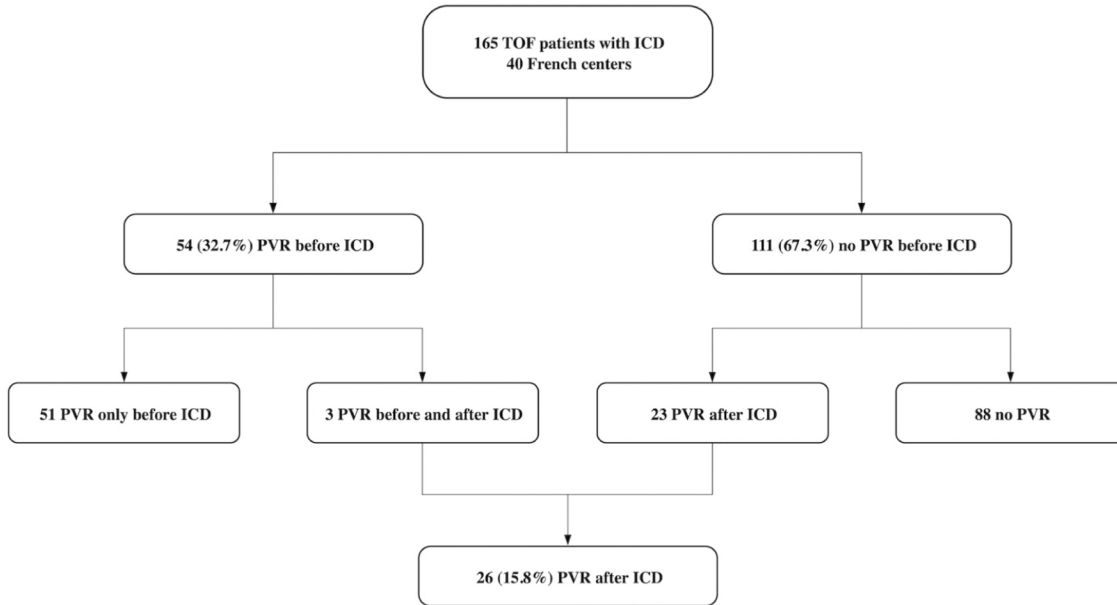 165 TOF patients with ICD
40 French centers
54 (32.7%) PVR before ICD
111 (67.3%) no PVR before ICD
51 PVR only before ICD
3 PVR before and after ICD
23 PVR after ICD
88 no PVR
26 (15.8%) PVR after ICD